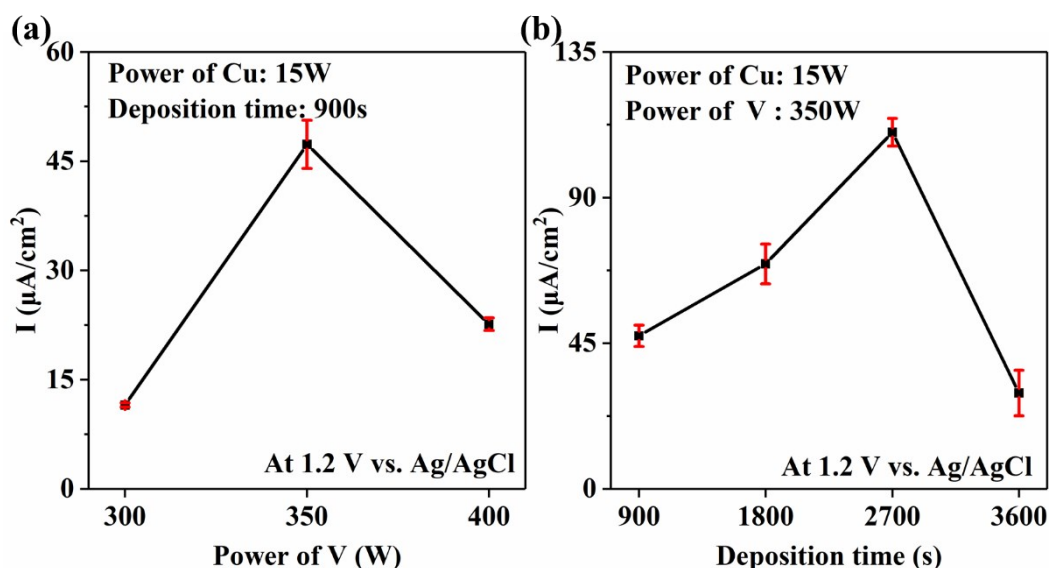 (a)
60
45
30
15
0
I (μA/cm²)
Power of Cu: 15W
Deposition time: 900s
At 1.2 V vs. Ag/AgCl
300 350 400
Power of V (W)
(b)
135
90
45
0
I (μA/cm²)
Power of Cu: 15W
Power of V : 350W
At 1.2 V vs. Ag/AgCl
900 1800 2700 3600
Deposition time (s)